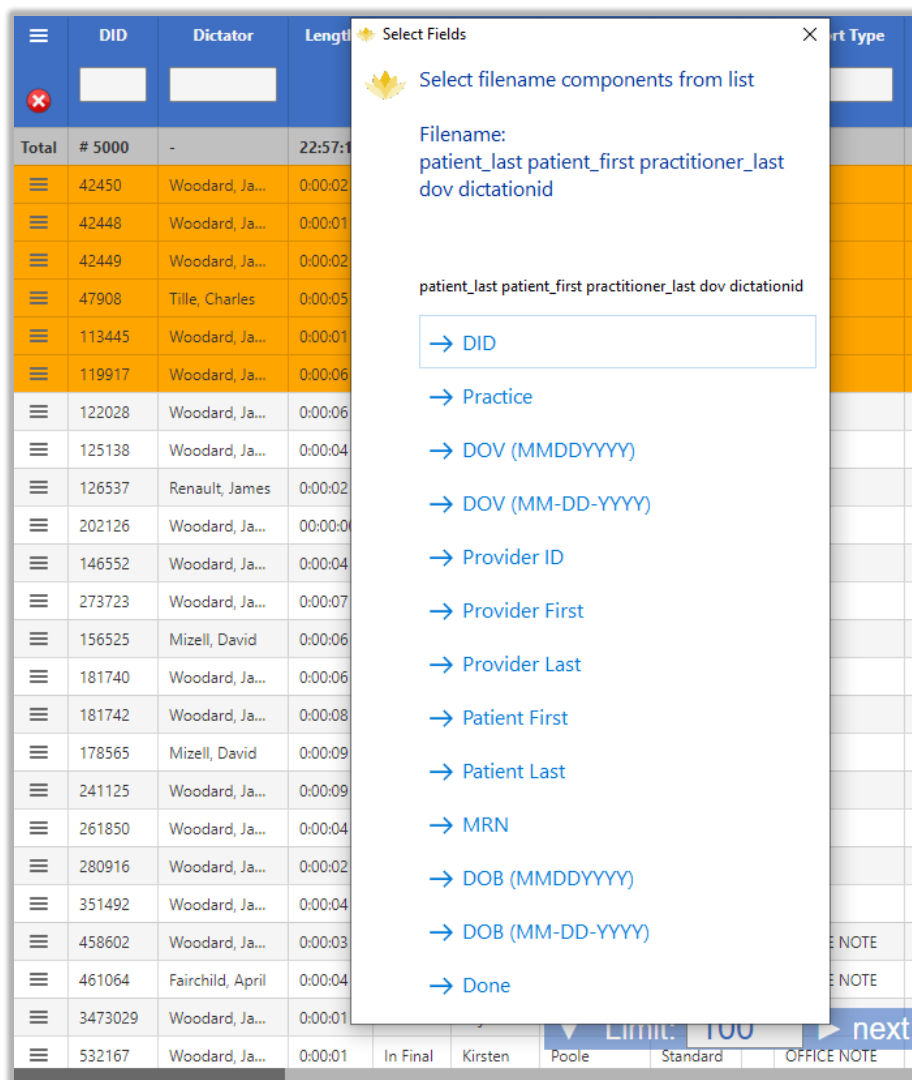 DID Dictator Length rt Type
Total # 5000 - 22:57:1
42450 Woodard, Ja... 0:00:02
42448 Woodard, Ja... 0:00:01
42449 Woodard, Ja... 0:00:02
47908 Tille, Charles 0:00:05
113445 Woodard, Ja... 0:00:01
119917 Woodard, Ja... 0:00:06
122028 Woodard, Ja... 0:00:06
125138 Woodard, Ja... 0:00:04
126537 Renault, James 0:00:02
202126 Woodard, Ja... 00:00:0
146552 Woodard, Ja... 0:00:04
273723 Woodard, Ja... 0:00:07
156525 Mizell, David 0:00:06
181740 Woodard, Ja... 0:00:06
181742 Woodard, Ja... 0:00:08
178565 Mizell, David 0:00:09
241125 Woodard, Ja... 0:00:09
261850 Woodard, Ja... 0:00:04
280916 Woodard, Ja... 0:00:02
351492 Woodard, Ja... 0:00:04
458602 Woodard, Ja... 0:00:03 E NOTE
461064 Fairchild, April 0:00:04 E NOTE
3473029 Woodard, Ja... 0:00:01
532167 Woodard, Ja... 0:00:01 In Final Kirsten Poole Standard OFFICE NOTE
Limit: 100 next
Select Fields
Select filename components from list
Filename:
patient_last patient_first practitioner_last
dov dictationid
patient_last patient_first practitioner_last dov dictationid
DID
Practice
DOV (MMDDYYYY)
DOV (MM-DD-YYYY)
Provider ID
Provider First
Provider Last
Patient First
Patient Last
MRN
DOB (MMDDYYYY)
DOB (MM-DD-YYYY)
Done